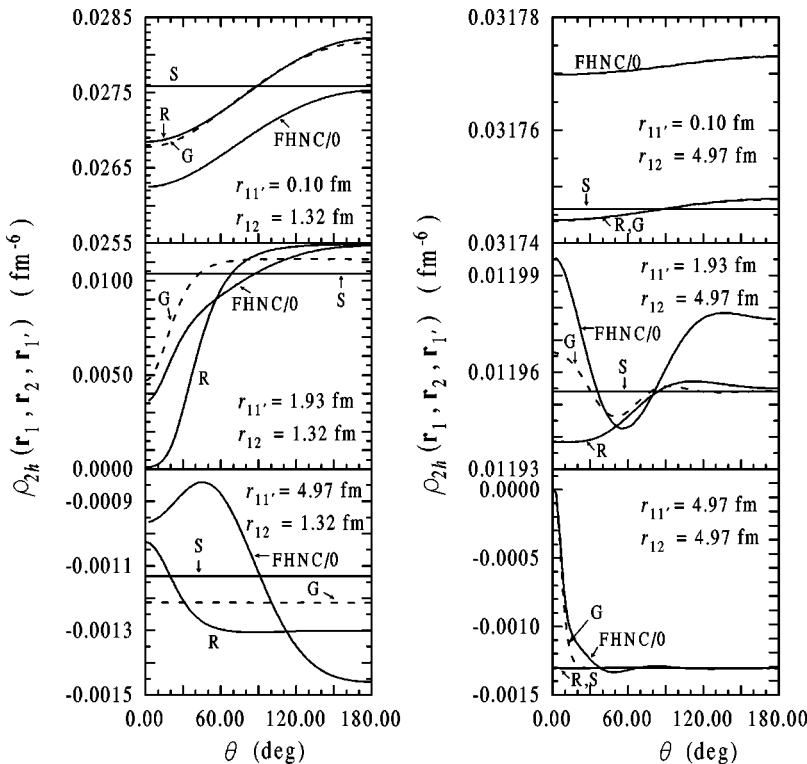 ρ2h (r1 , r2 , r1′) ( fm-6 )
0.0285
0.0275
0.0265
0.0255
S
R
G
FHNC/0
r11′ = 0.10 fm
r12 = 1.32 fm
0.0100
0.0050
0.0000
G
FHNC/0
S
R
r11′ = 1.93 fm
r12 = 1.32 fm
-0.0009
-0.0011
-0.0013
-0.0015
r11′ = 4.97 fm
r12 = 1.32 fm
S
FHNC/0
G
R
0.00 60.00 120.00 180.00
θ (deg)
ρ2h (r1 , r2 , r1′) ( fm-6 )
0.03178
0.03176
0.03174
FHNC/0
r11′ = 0.10 fm
r12 = 4.97 fm
S
R,G
0.01199
0.01196
0.01193
r11′ = 1.93 fm
r12 = 4.97 fm
FHNC/0
G
S
R
0.0000
-0.0005
-0.0010
-0.0015
r11′ = 4.97 fm
r12 = 4.97 fm
G
FHNC/0
R,S
0.00 60.00 120.00 180.00
θ (deg)